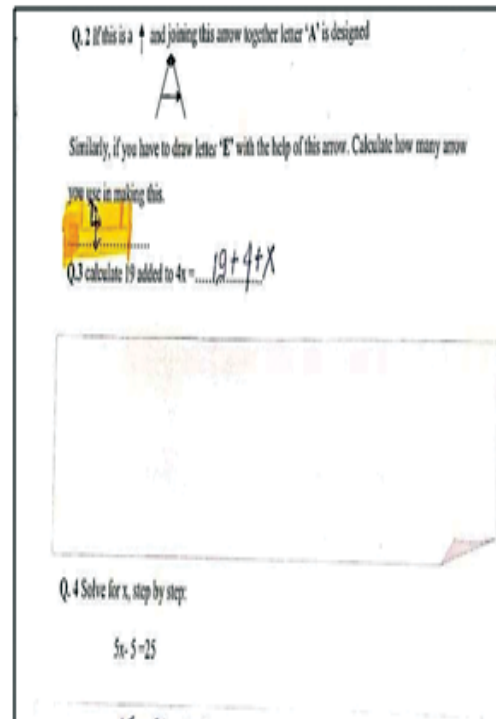 Q. 2 If this is a ↑ and joining this arrow together letter 'A' is designed
Similarly, if you have to draw letter 'E' with the help of this arrow. Calculate how many arrow
you use in making this.
Q.3 calculate 19 added to 4x = 19+4+x
Q. 4 Solve for x, step by step:
5x- 5 =25